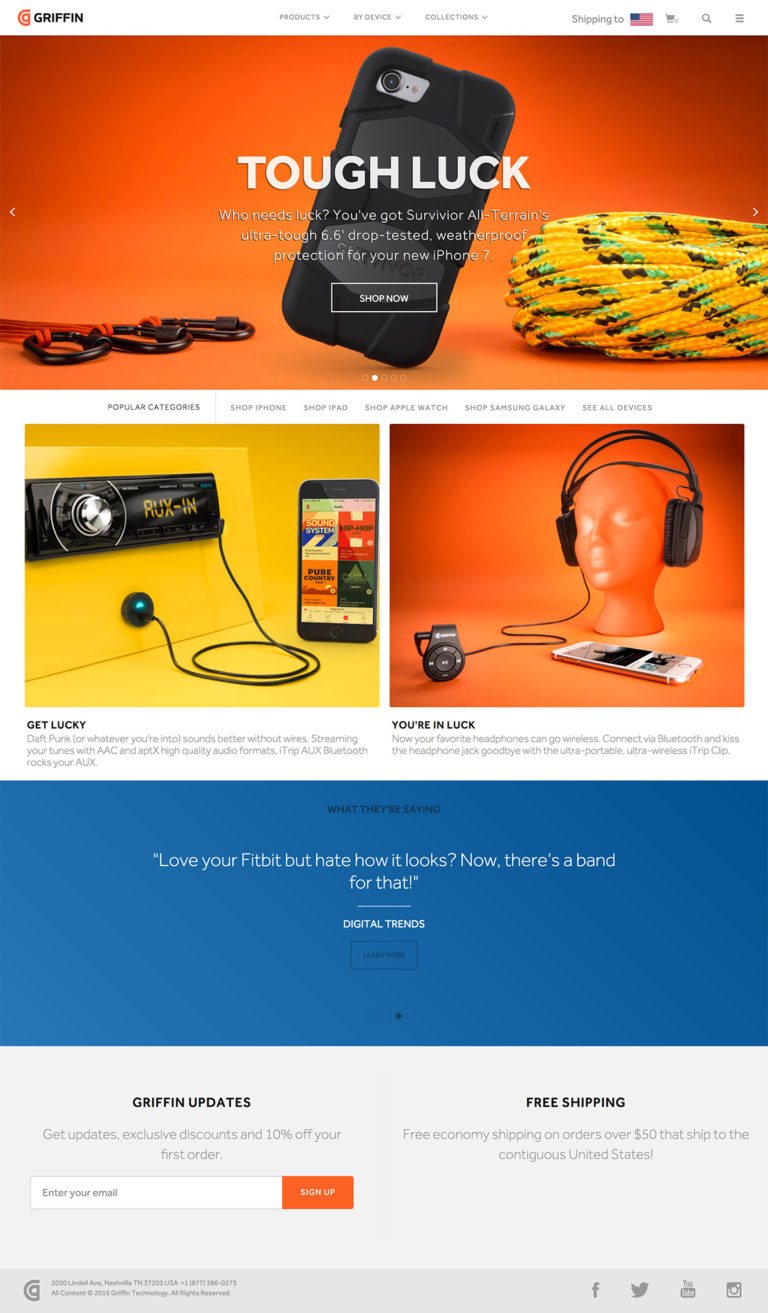 GRIFFIN
PRODUCTS
BY DEVICE
COLLECTIONS
Shipping to
0
TOUGH LUCK
Who needs luck? You've got Survivior All-Terrain's
ultra-tough 6.6' drop-tested, weatherproof
protection for your new iPhone 7.
SURVIVOR
SHOP NOW
POPULAR CATEGORIES
SHOP IPHONE
SHOP IPAD
SHOP APPLE WATCH
SHOP SAMSUNG GALAXY
SEE ALL DEVICES
AUX-IN
SOUND
SYSTEM
HIP-HOP
PURE
COUNTRY
CHILL
GRIFFIN
GET LUCKY
Daft Punk (or whatever you're into) sounds better without wires. Streaming
your tunes with AAC and aptX high quality audio formats, iTrip AUX Bluetooth
rocks your AUX.
YOU'RE IN LUCK
Now your favorite headphones can go wireless. Connect via Bluetooth and kiss
the headphone jack goodbye with the ultra-portable, ultra-wireless iTrip Clip.
WHAT THEY'RE SAYING
"Love your Fitbit but hate how it looks? Now, there's a band
for that!"
DIGITAL TRENDS
LEARN MORE
GRIFFIN UPDATES
Get updates, exclusive discounts and 10% off your
first order.
Enter your email
SIGN UP
FREE SHIPPING
Free economy shipping on orders over $50 that ship to the
contiguous United States!
2030 Lindell Ave, Nashville TN 37203 USA +1 (877) 386-0373
All Content © 2016 Griffin Technology. All Rights Reserved.
You
Tube